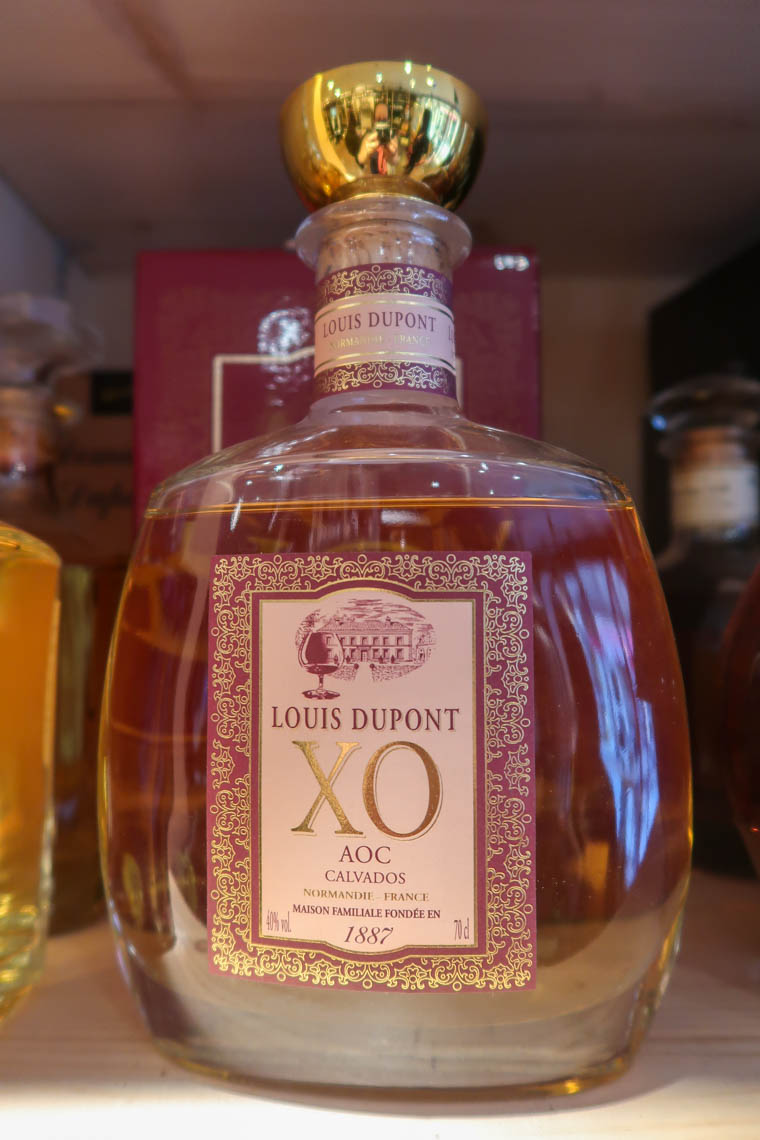 LOUIS DUPONT
NORMANDIE - FRANCE
LOUIS DUPONT
XO
AOC
CALVADOS
NORMANDIE - FRANCE
MAISON FAMILIALE FONDÉE EN
40% vol. 1887 70 cl